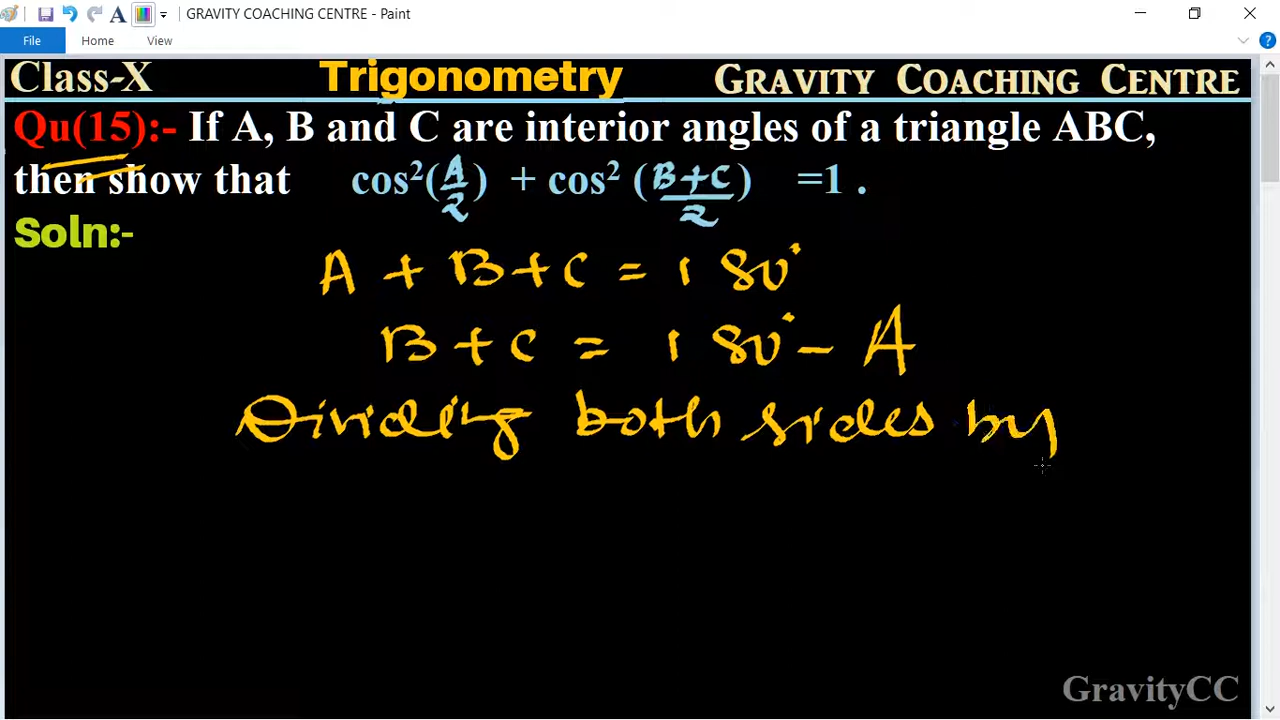 GRAVITY COACHING CENTRE - Paint
File Home View
Class-X Trigonometry GRAVITY COACHING CENTRE
Qu(15):- If A, B and C are interior angles of a triangle ABC,
then show that cos²(A/2) + cos² (B+C/2) =1 .
Soln:-
A + B + C = 180°
B + C = 180° - A
Dividing both sides by
GravityCC